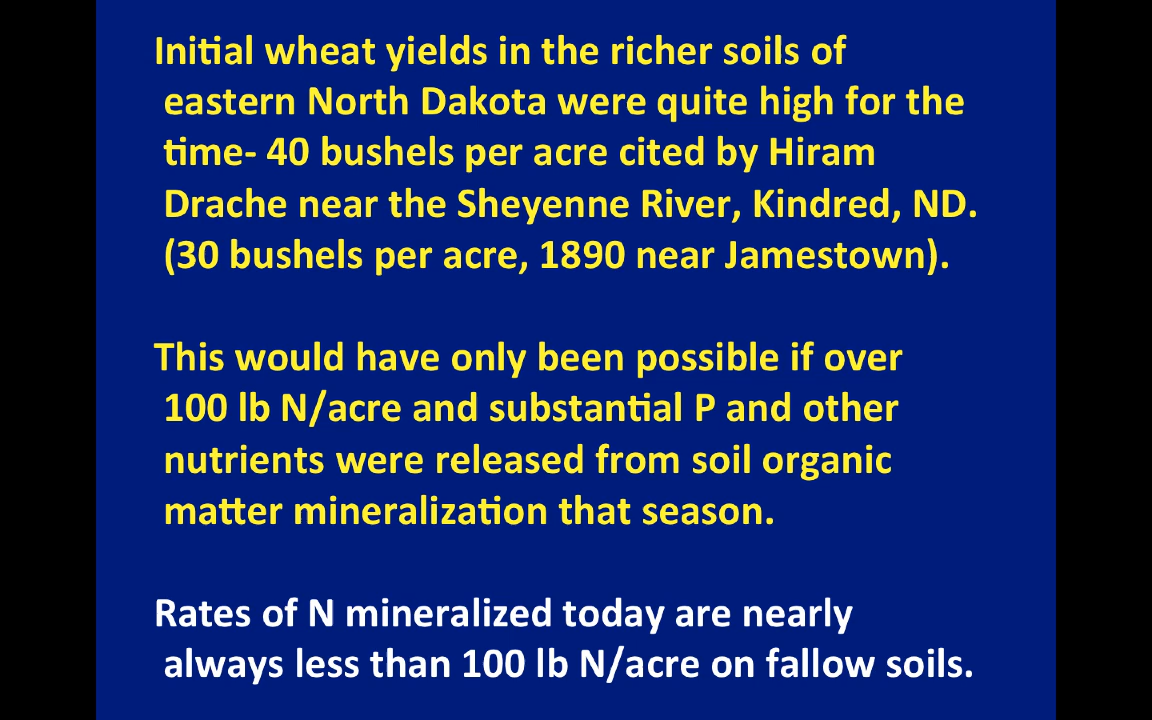 Initial wheat yields in the richer soils of
eastern North Dakota were quite high for the
time- 40 bushels per acre cited by Hiram
Drache near the Sheyenne River, Kindred, ND.
(30 bushels per acre, 1890 near Jamestown).
This would have only been possible if over
100 lb N/acre and substantial P and other
nutrients were released from soil organic
matter mineralization that season.
Rates of N mineralized today are nearly
always less than 100 lb N/acre on fallow soils.